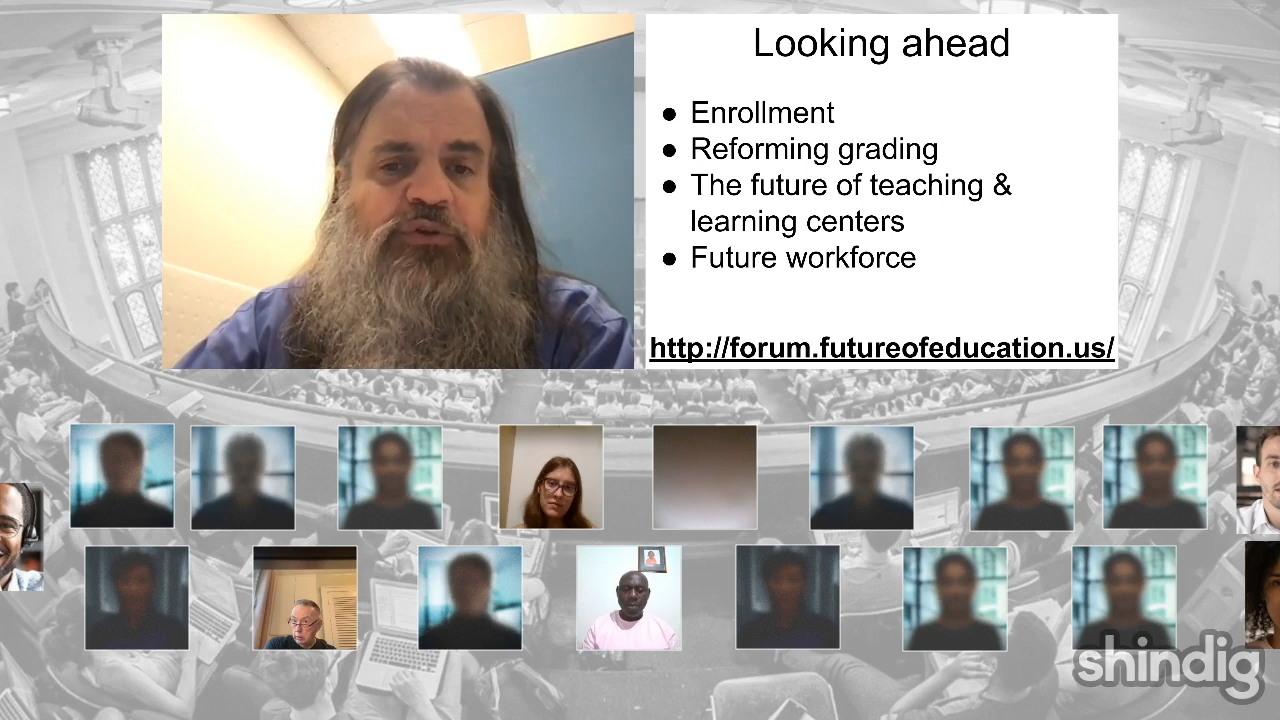 Looking ahead
● Enrollment
● Reforming grading
● The future of teaching &
learning centers
● Future workforce
http://forum.futureofeducation.us/
shindig